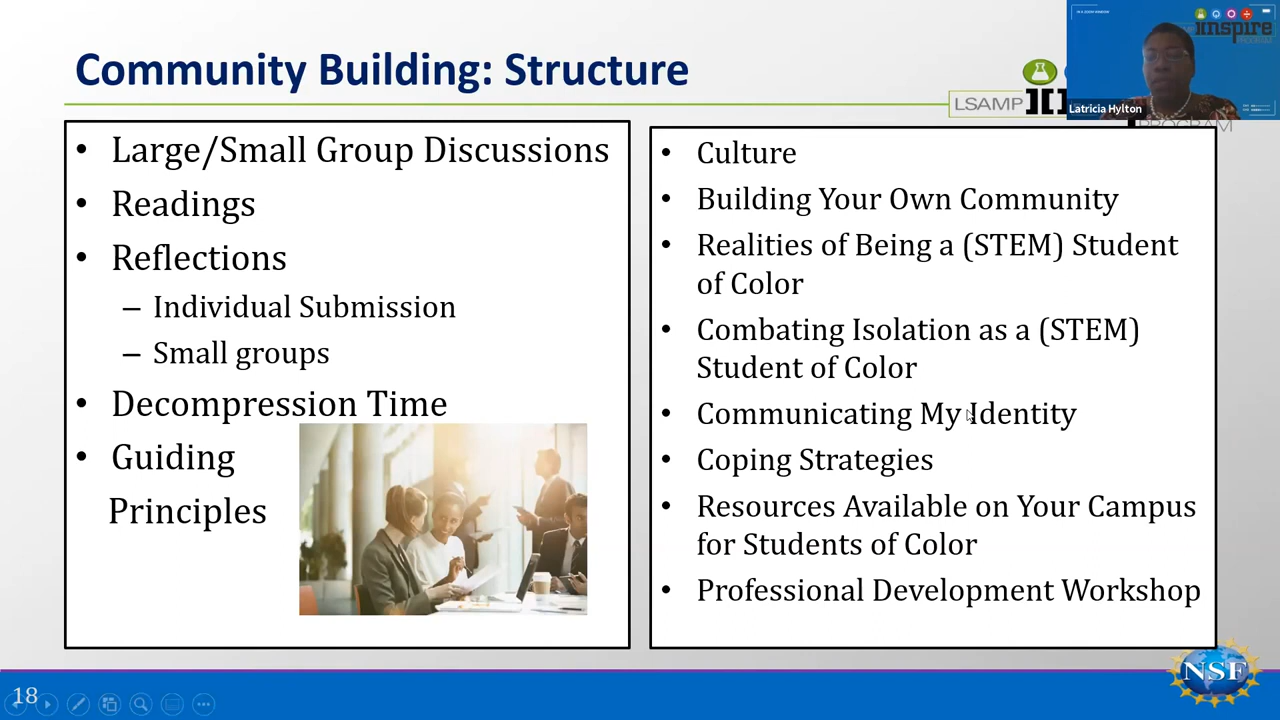 Community Building: Structure
LSAMP
PROGRAM
inspire
Latricia Hylton
• Large/Small Group Discussions
• Readings
• Reflections
– Individual Submission
– Small groups
• Decompression Time
• Guiding
Principles
• Culture
• Building Your Own Community
• Realities of Being a (STEM) Student
of Color
• Combating Isolation as a (STEM)
Student of Color
• Communicating My Identity
• Coping Strategies
• Resources Available on Your Campus
for Students of Color
• Professional Development Workshop
18
NSF